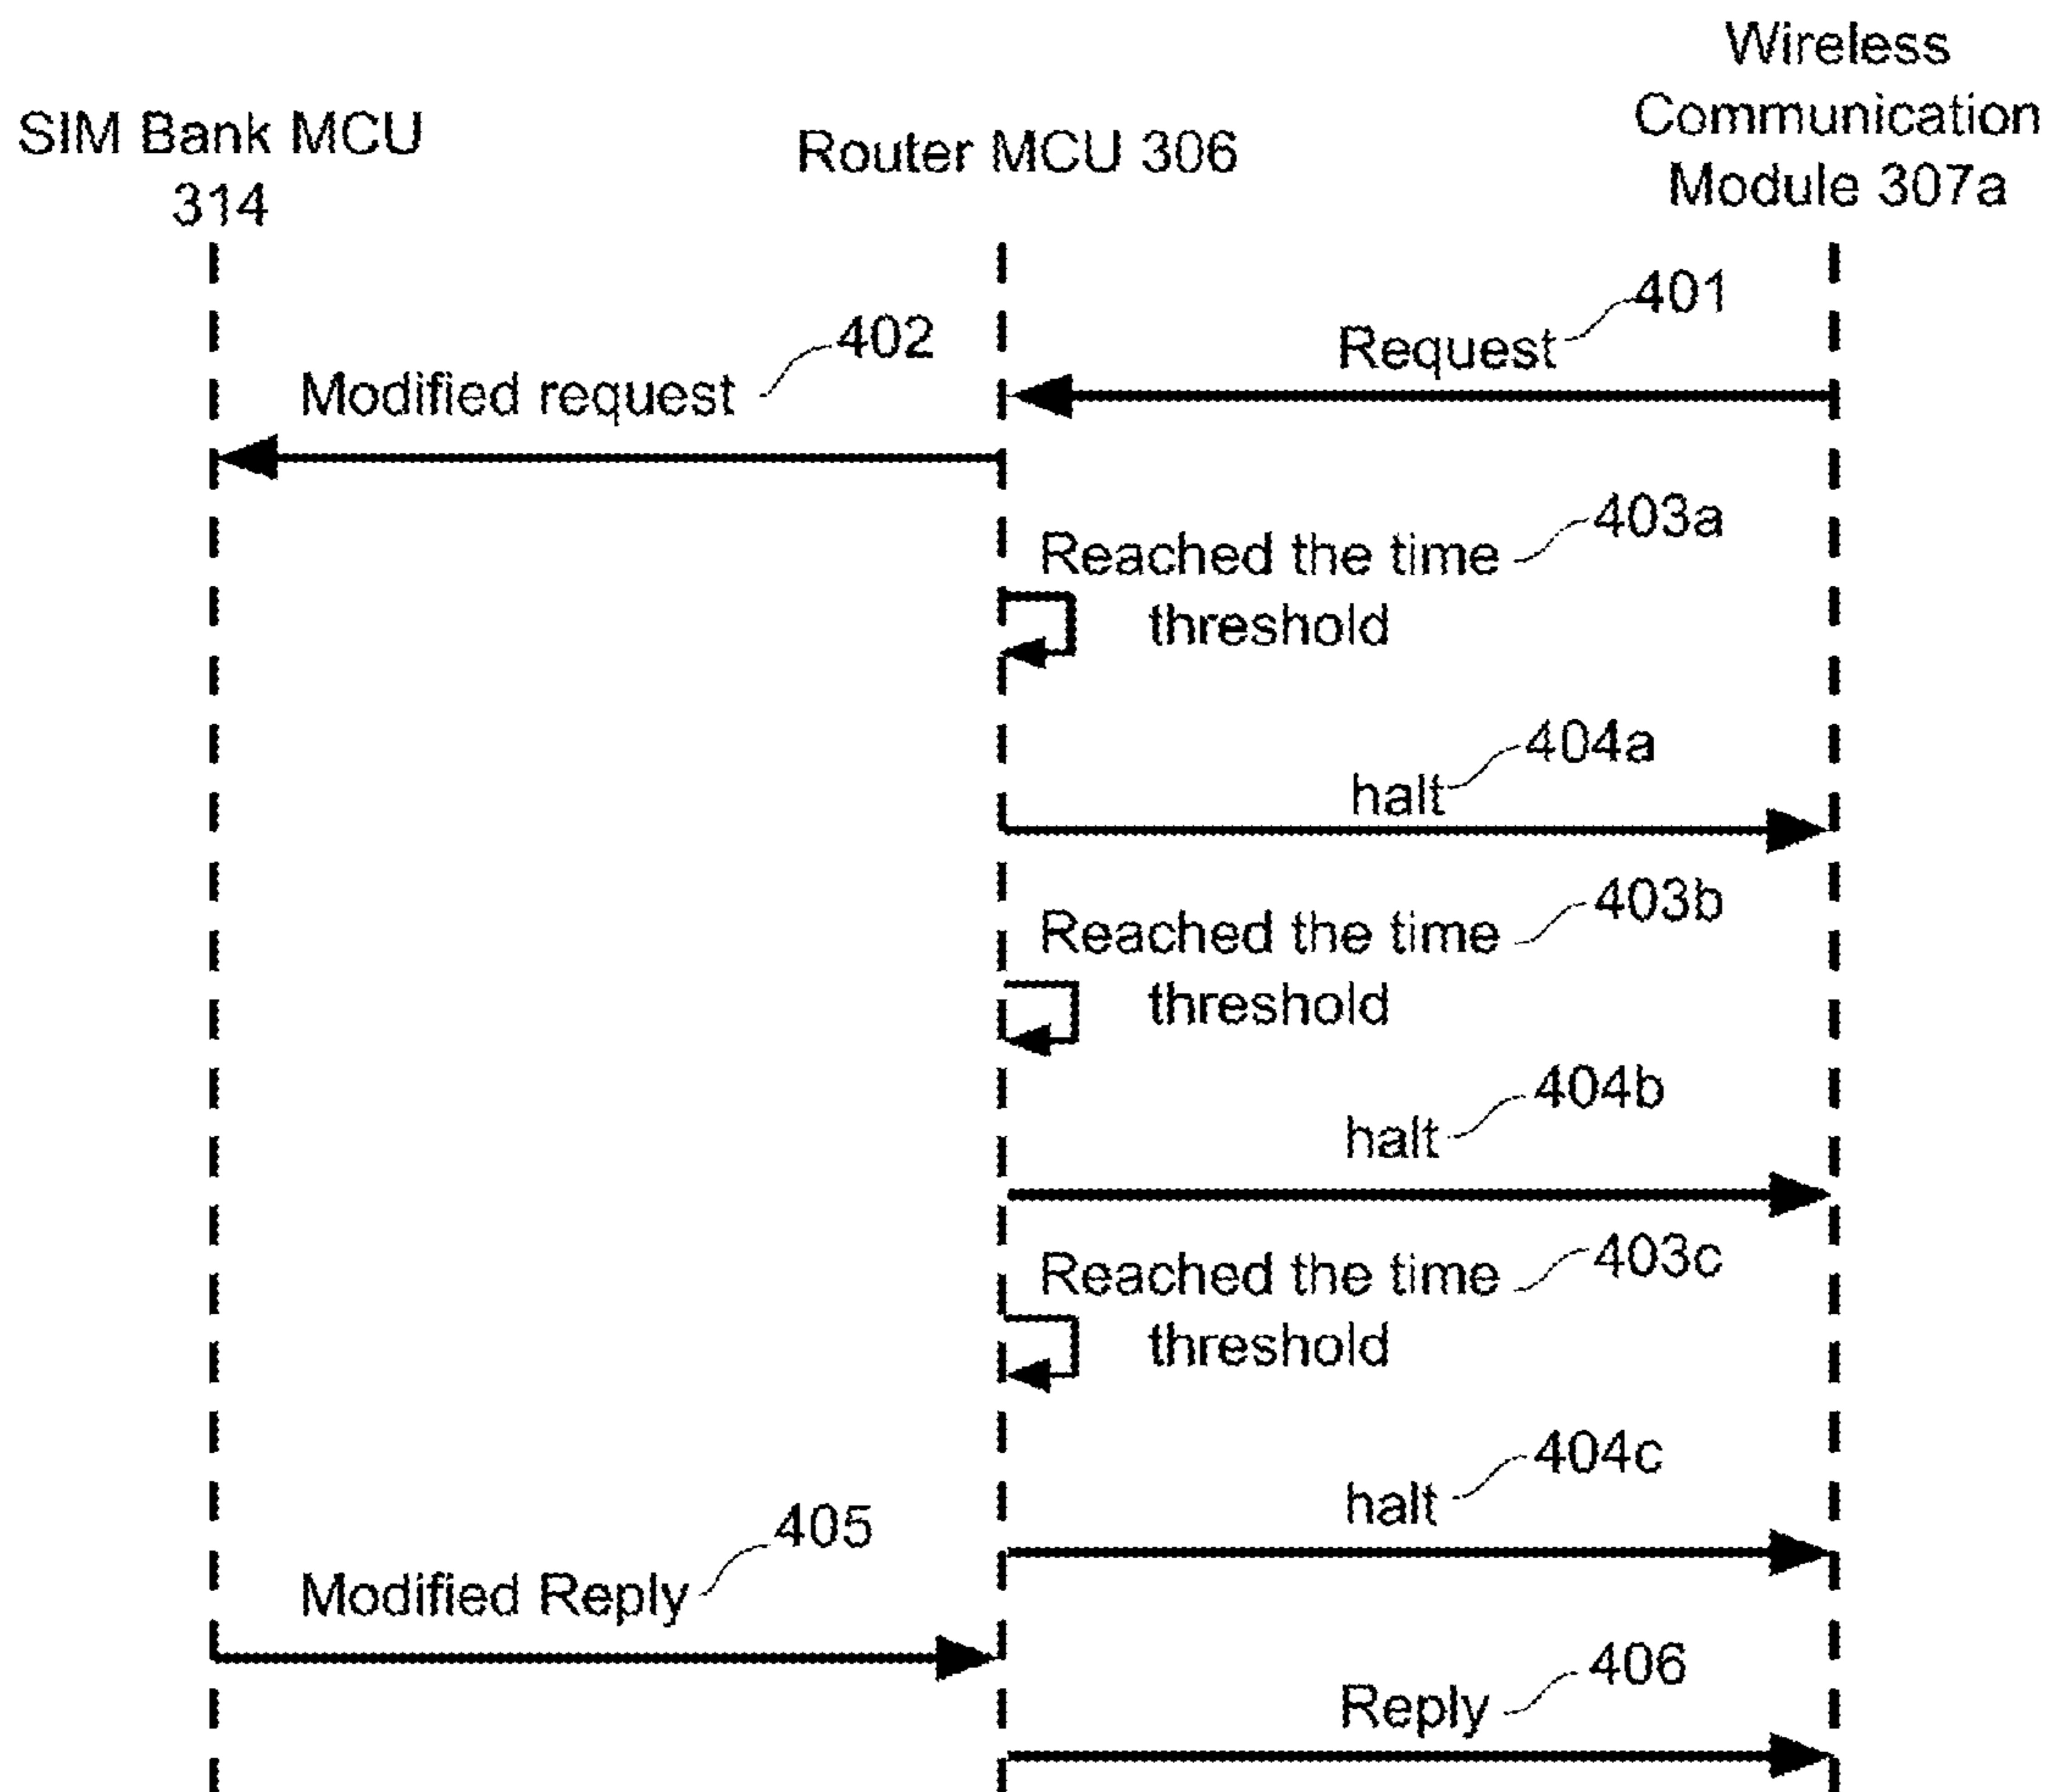 Wireless
Communication
Module 307a
SIM Bank MCU
314
Router MCU 306
401
Request
402
Modified request
403a
Reached the time
threshold
404a
halt
403b
Reached the time
threshold
404b
halt
403c
Reached the time
threshold
404c
halt
405
Modified Reply
406
Reply